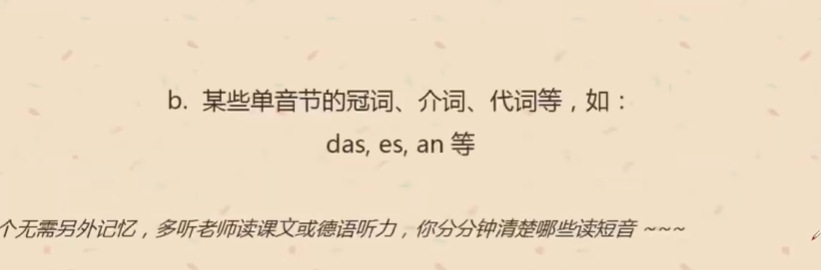 b. 某些单音节的冠词、介词、代词等，如：
das, es, an 等
个无需另外记忆，多听老师读课文或德语听力，你分分钟清楚哪些读短音 ~~~